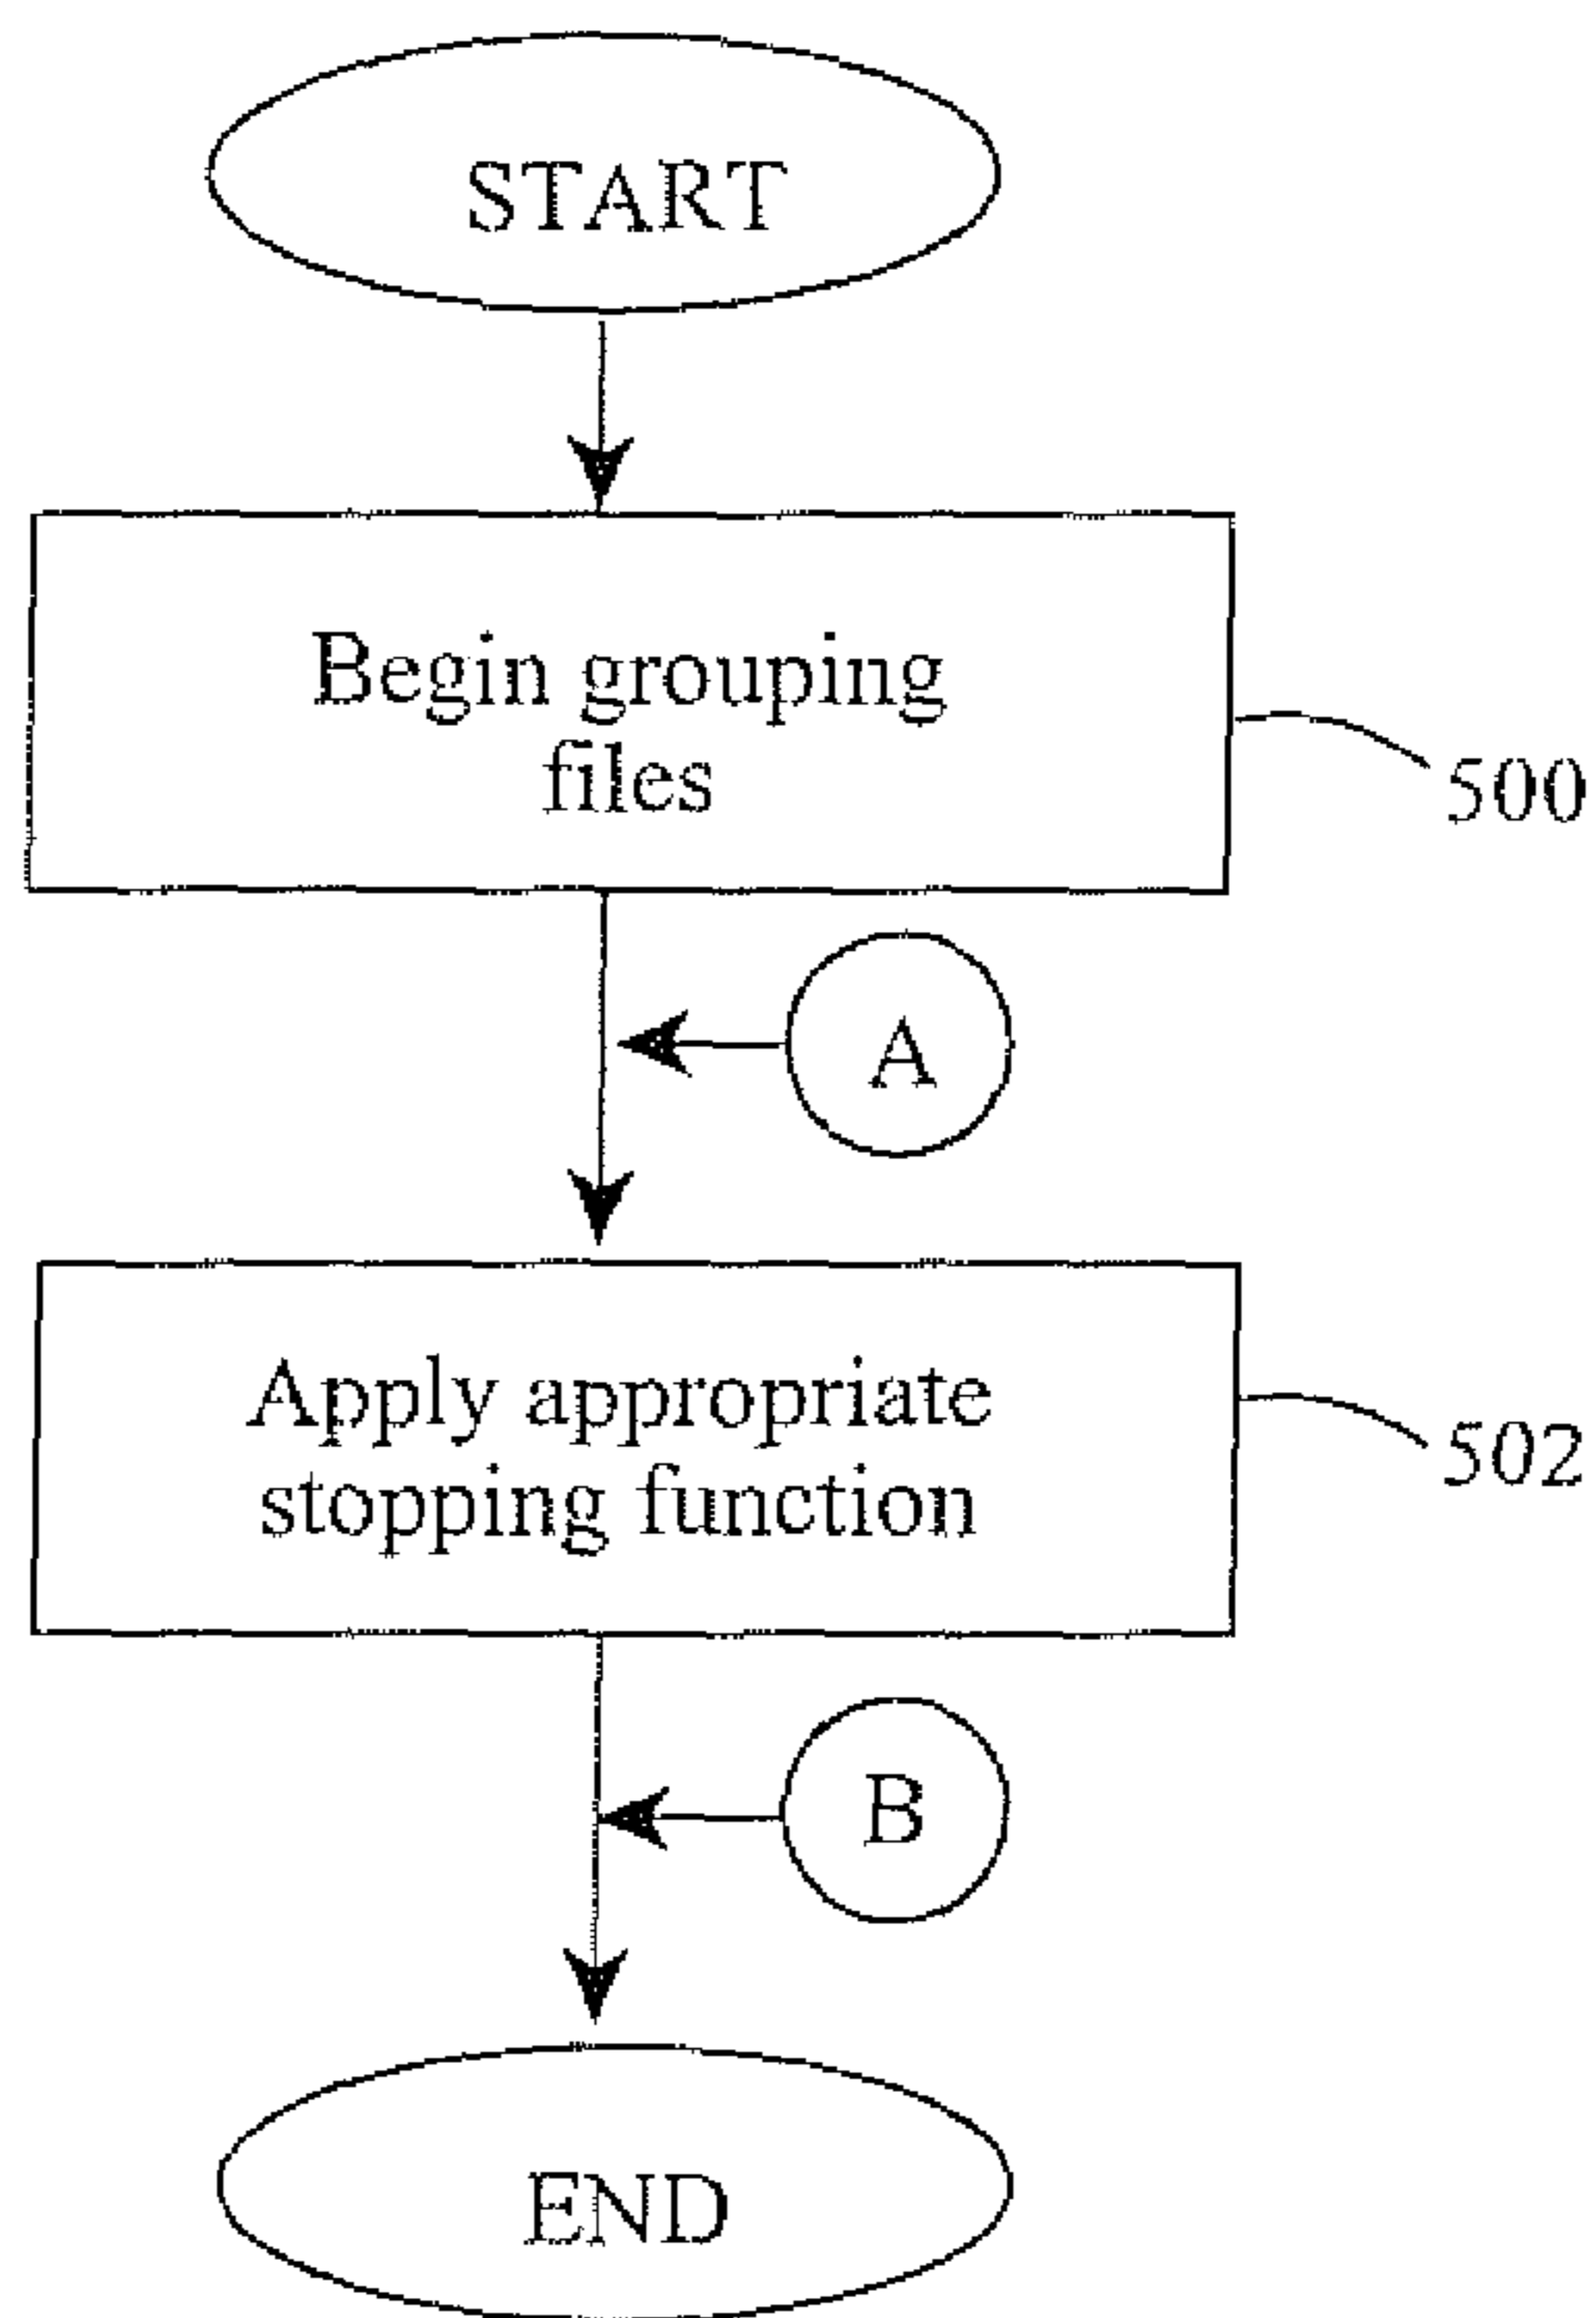 START
Begin grouping
files
500
A
Apply appropriate
stopping function
502
B
END